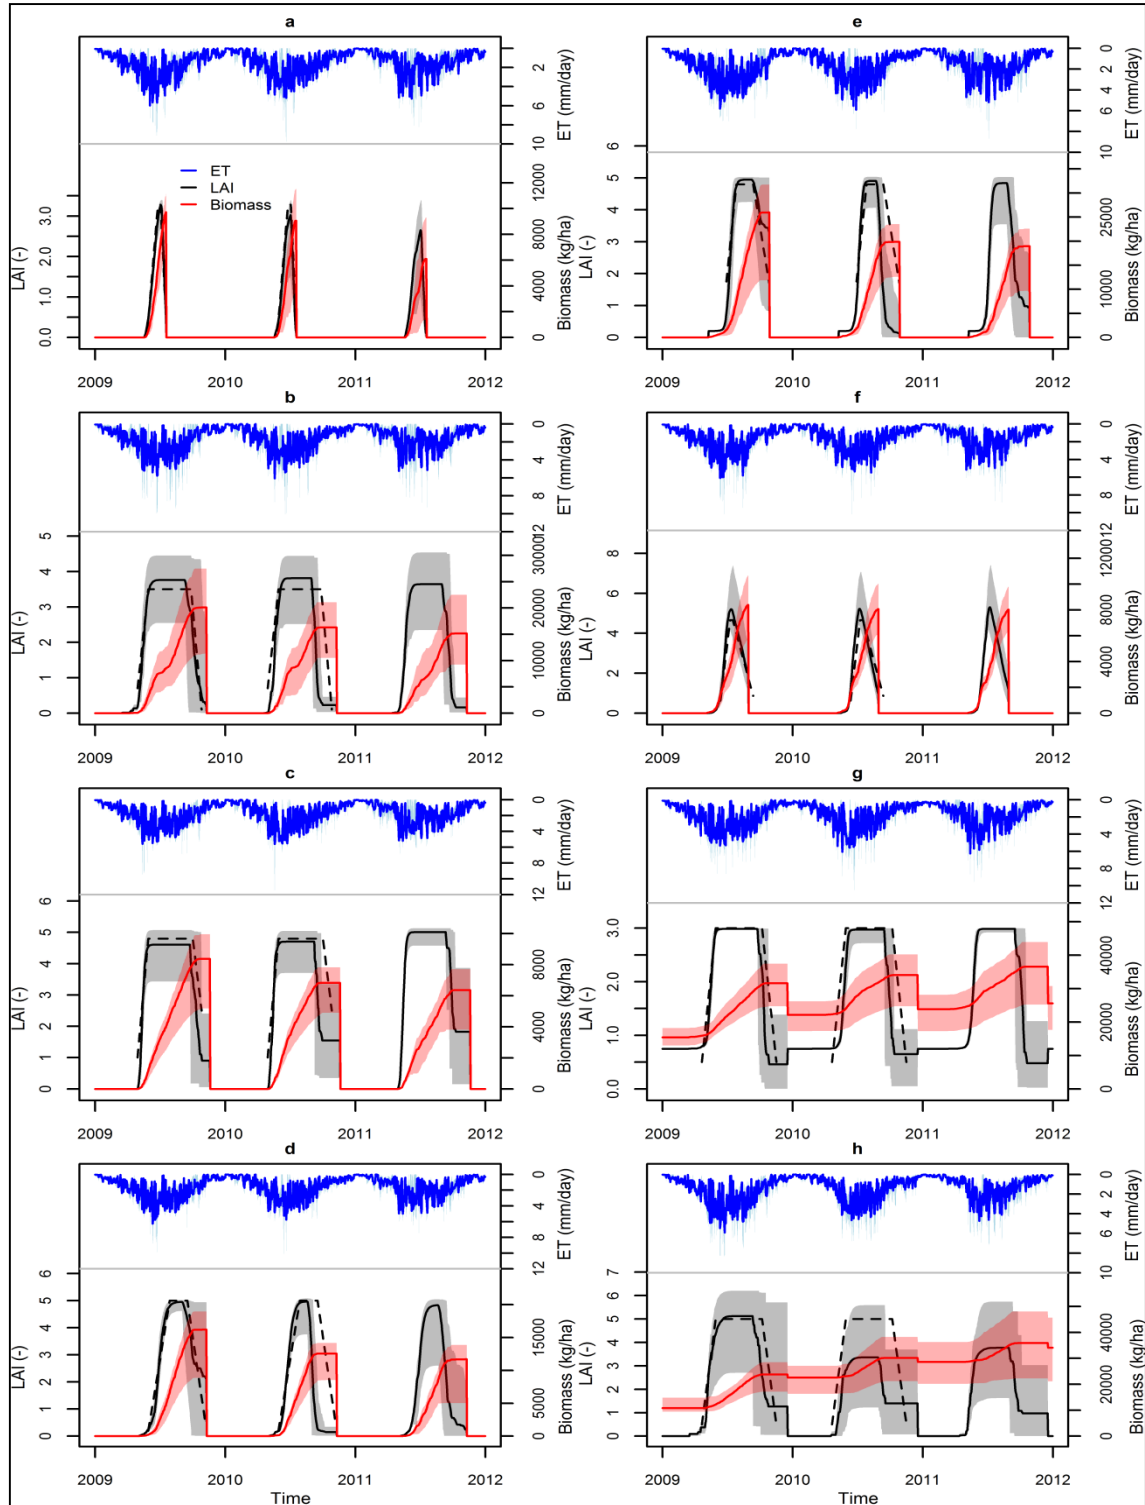 a
ET
LAI
Biomass
LAI (-)
0.0 1.0 2.0 3.0
ET (mm/day)
2 6 10
Biomass (kg/ha)
0 4000 8000 12000
2009 2010 2011 2012
b
LAI (-)
0 1 2 3 4 5
ET (mm/day)
0 4 8 12
Biomass (kg/ha)
0 10000 20000 30000
2009 2010 2011 2012
c
LAI (-)
0 1 2 3 4 5 6
ET (mm/day)
0 4 8 12
Biomass (kg/ha)
0 4000 8000
2009 2010 2011 2012
d
LAI (-)
0 1 2 3 4 5 6
ET (mm/day)
0 4 8 12
Biomass (kg/ha)
0 5000 15000
2009 2010 2011 2012
Time
e
LAI (-)
0 1 2 3 4 5 6
ET (mm/day)
0 2 4 6 10
Biomass (kg/ha)
0 10000 25000
2009 2010 2011 2012
f
LAI (-)
0 2 4 6 8
ET (mm/day)
0 4 8 12
Biomass (kg/ha)
0 4000 8000 12000
2009 2010 2011 2012
g
LAI (-)
0.0 1.0 2.0 3.0
ET (mm/day)
0 4 8 12
Biomass (kg/ha)
0 20000 40000
2009 2010 2011 2012
h
LAI (-)
0 1 2 3 4 5 6 7
ET (mm/day)
0 2 4 6 10
Biomass (kg/ha)
0 20000 40000
2009 2010 2011 2012
Time